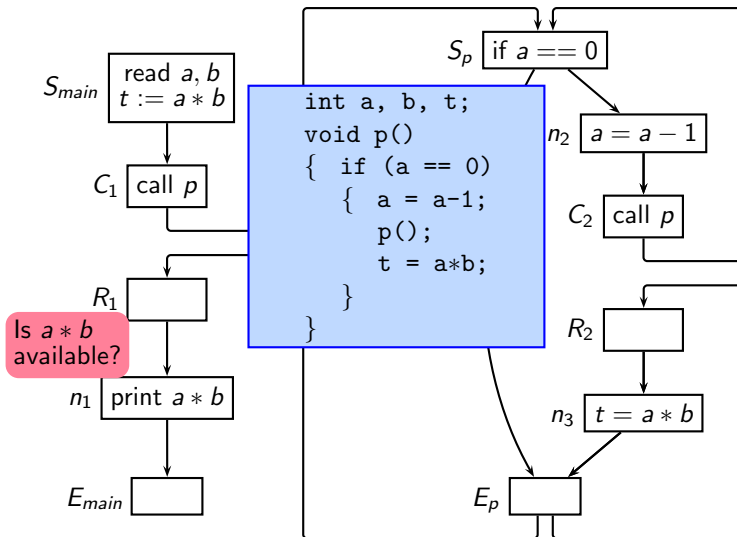 S_main
read a, b
t := a * b
C_1
call p
R_1
Is a * b
available?
n_1
print a * b
E_main
int a, b, t;
void p()
{ if (a == 0)
{ a = a-1;
p();
t = a*b;
}
}
S_p
if a == 0
n_2
a = a − 1
C_2
call p
R_2
n_3
t = a * b
E_p